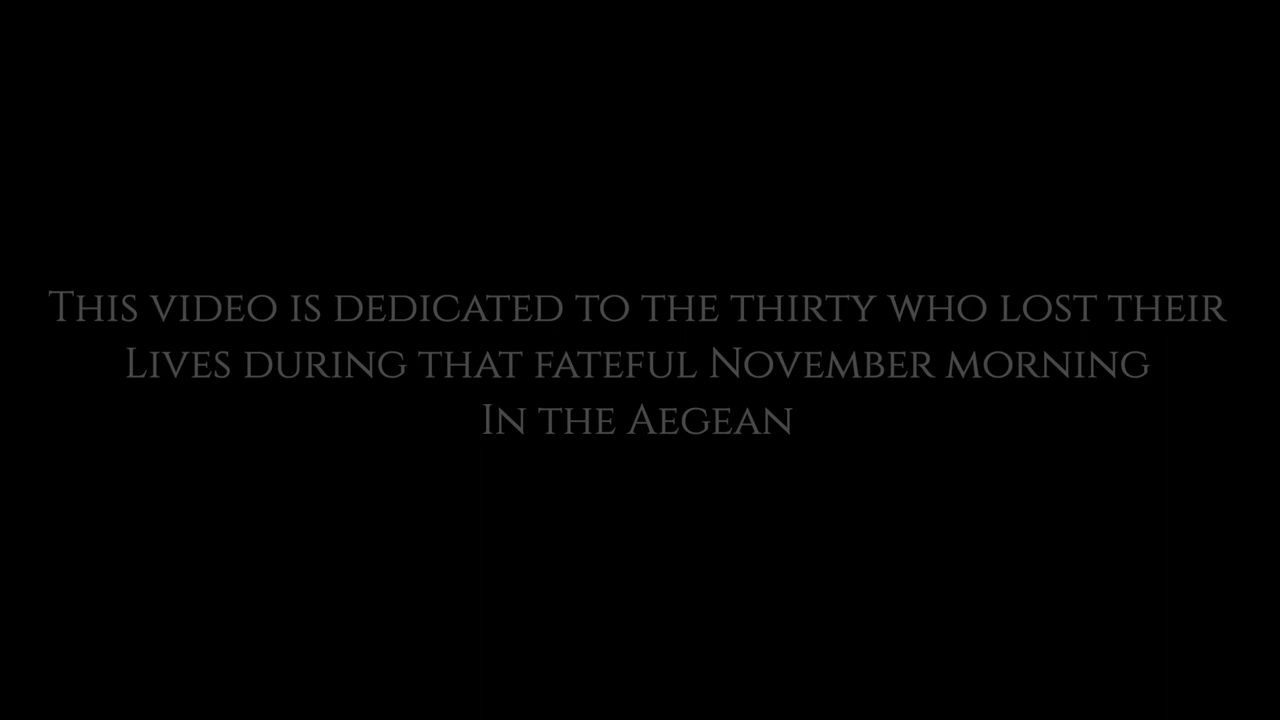 This video is dedicated to the thirty who lost their
Lives during that fateful November morning
In the Aegean